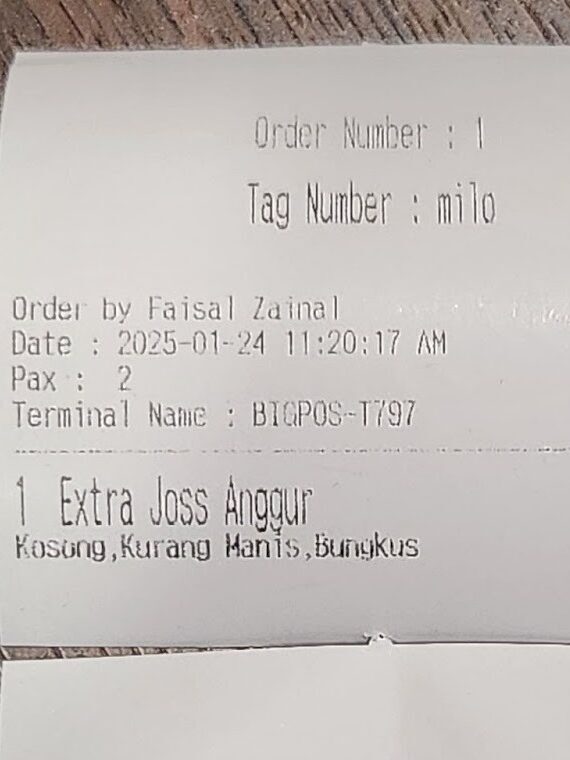 Order Number : 1
Tag Number : milo
Order by Faisal Zainal
Date : 2025-01-24 11:20:17 AM
Pax : 2
Terminal Name : BIGPOS-T797
1 Extra Joss Anggur
Kosong,Kurang Manis,Bungkus